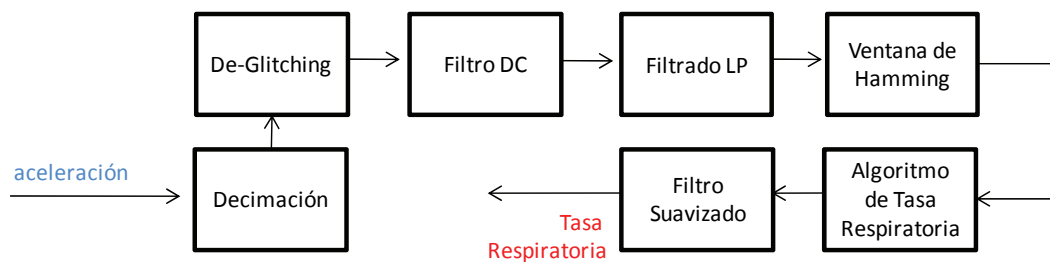 De-Glitching
Filtro DC
Filtrado LP
Ventana de
Hamming
aceleración
Decimación
Tasa
Respiratoria
Filtro
Suavizado
Algoritmo
de Tasa
Respiratoria